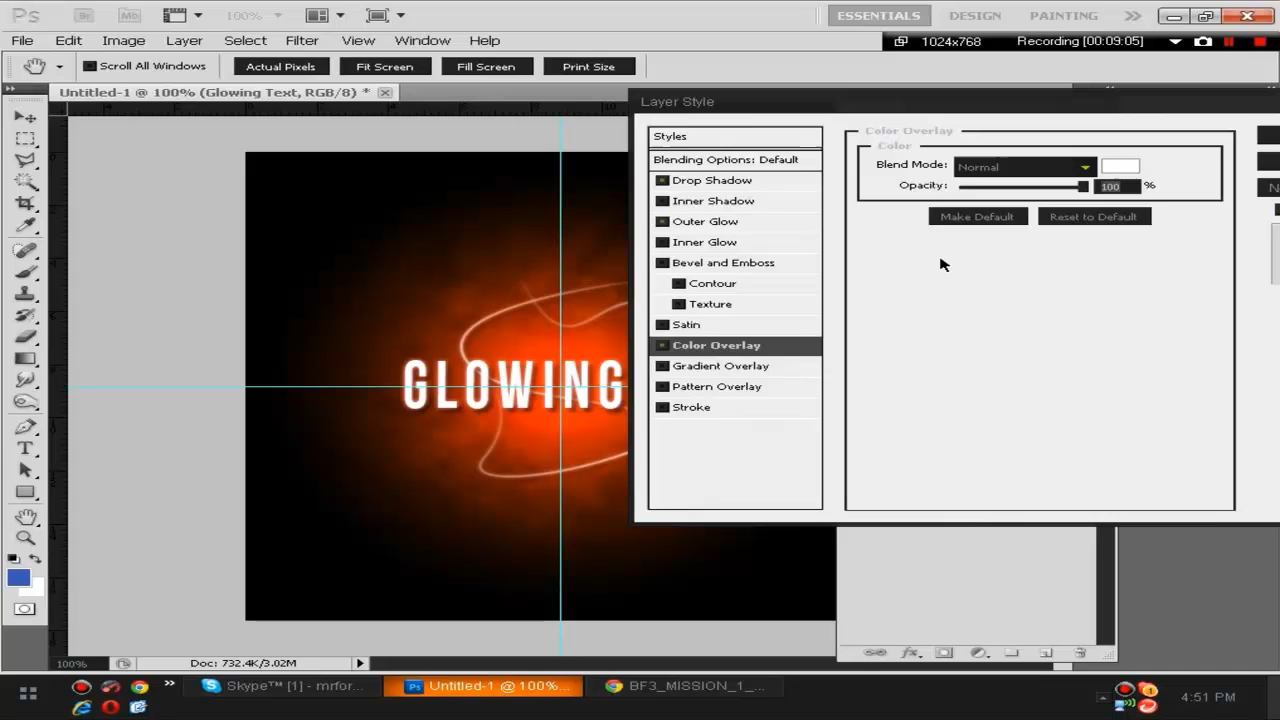 Ps Br Mb 100% ESSENTIALS DESIGN PAINTING
File Edit Image Layer Select Filter View Window Help
1024x768 Recording [00:09:05]
Scroll All Windows Actual Pixels Fit Screen Fill Screen Print Size
Untitled-1 @ 100% (Glowing Text, RGB/8) *
Layer Style
Styles
Blending Options: Default
Drop Shadow
Inner Shadow
Outer Glow
Inner Glow
Bevel and Emboss
Contour
Texture
Satin
Color Overlay
Gradient Overlay
Pattern Overlay
Stroke
Color Overlay
Color
Blend Mode: Normal
Opacity: 100 %
Make Default Reset to Default
N
GLOWING
100% Doc: 732.4K/3.02M
Skype™ [1] - mrfor... Untitled-1 @ 100%... BF3_MISSION_1_... 4:51 PM